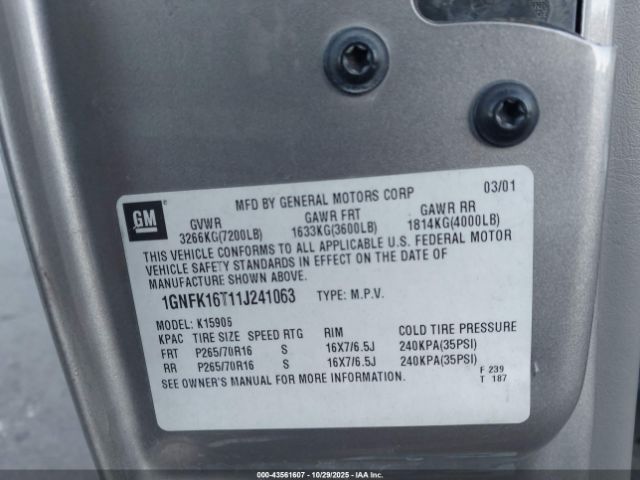 MFD BY GENERAL MOTORS CORP 03/01
GM
GVWR GAWR FRT GAWR RR
3266KG(7200LB) 1633KG(3600LB) 1814KG(4000LB)
THIS VEHICLE CONFORMS TO ALL APPLICABLE U.S. FEDERAL MOTOR
VEHICLE SAFETY STANDARDS IN EFFECT ON THE DATE OF
MANUFACTURE SHOWN ABOVE.
1GNFK16T11J241063 TYPE: M.P.V.
MODEL: K15906
KPAC TIRE SIZE SPEED RTG RIM COLD TIRE PRESSURE
FRT P265/70R16 S 16X7/6.5J 240KPA(35PSI)
RR P265/70R16 S 16X7/6.5J 240KPA(35PSI)
SEE OWNER'S MANUAL FOR MORE INFORMATION.
F 239
T 187
000-43561607 - 10/29/2025 - www.iaai.com